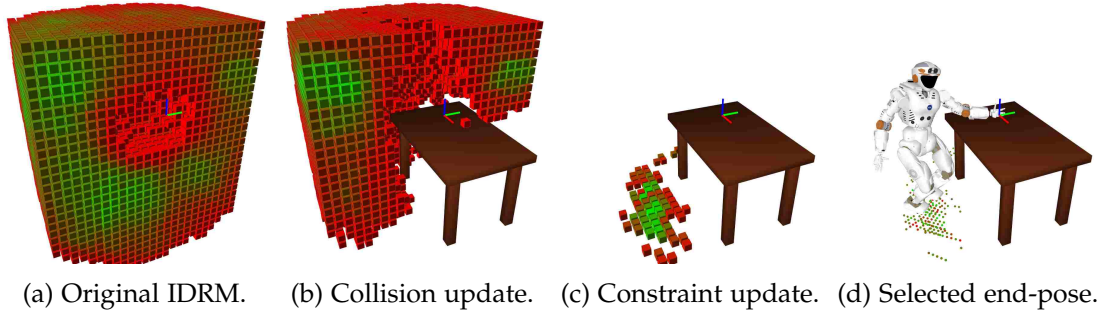 (a) Original IDRM. (b) Collision update. (c) Constraint update. (d) Selected end-pose.